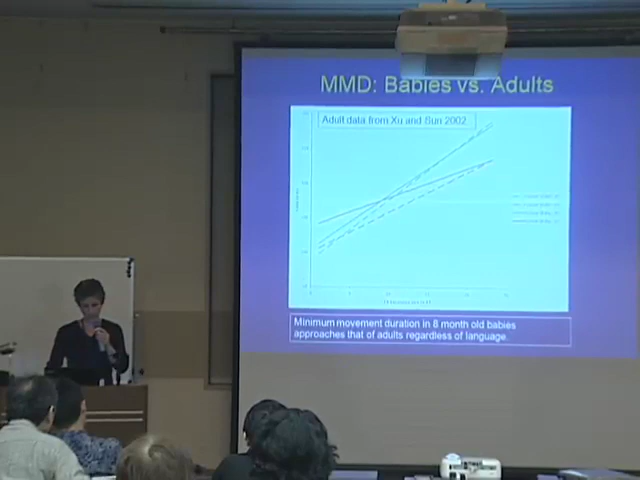 MMD: Babies vs. Adults
Adult data from Xu and Sun 2002
Minimum movement duration in 8 month old babies
approaches that of adults regardless of language.